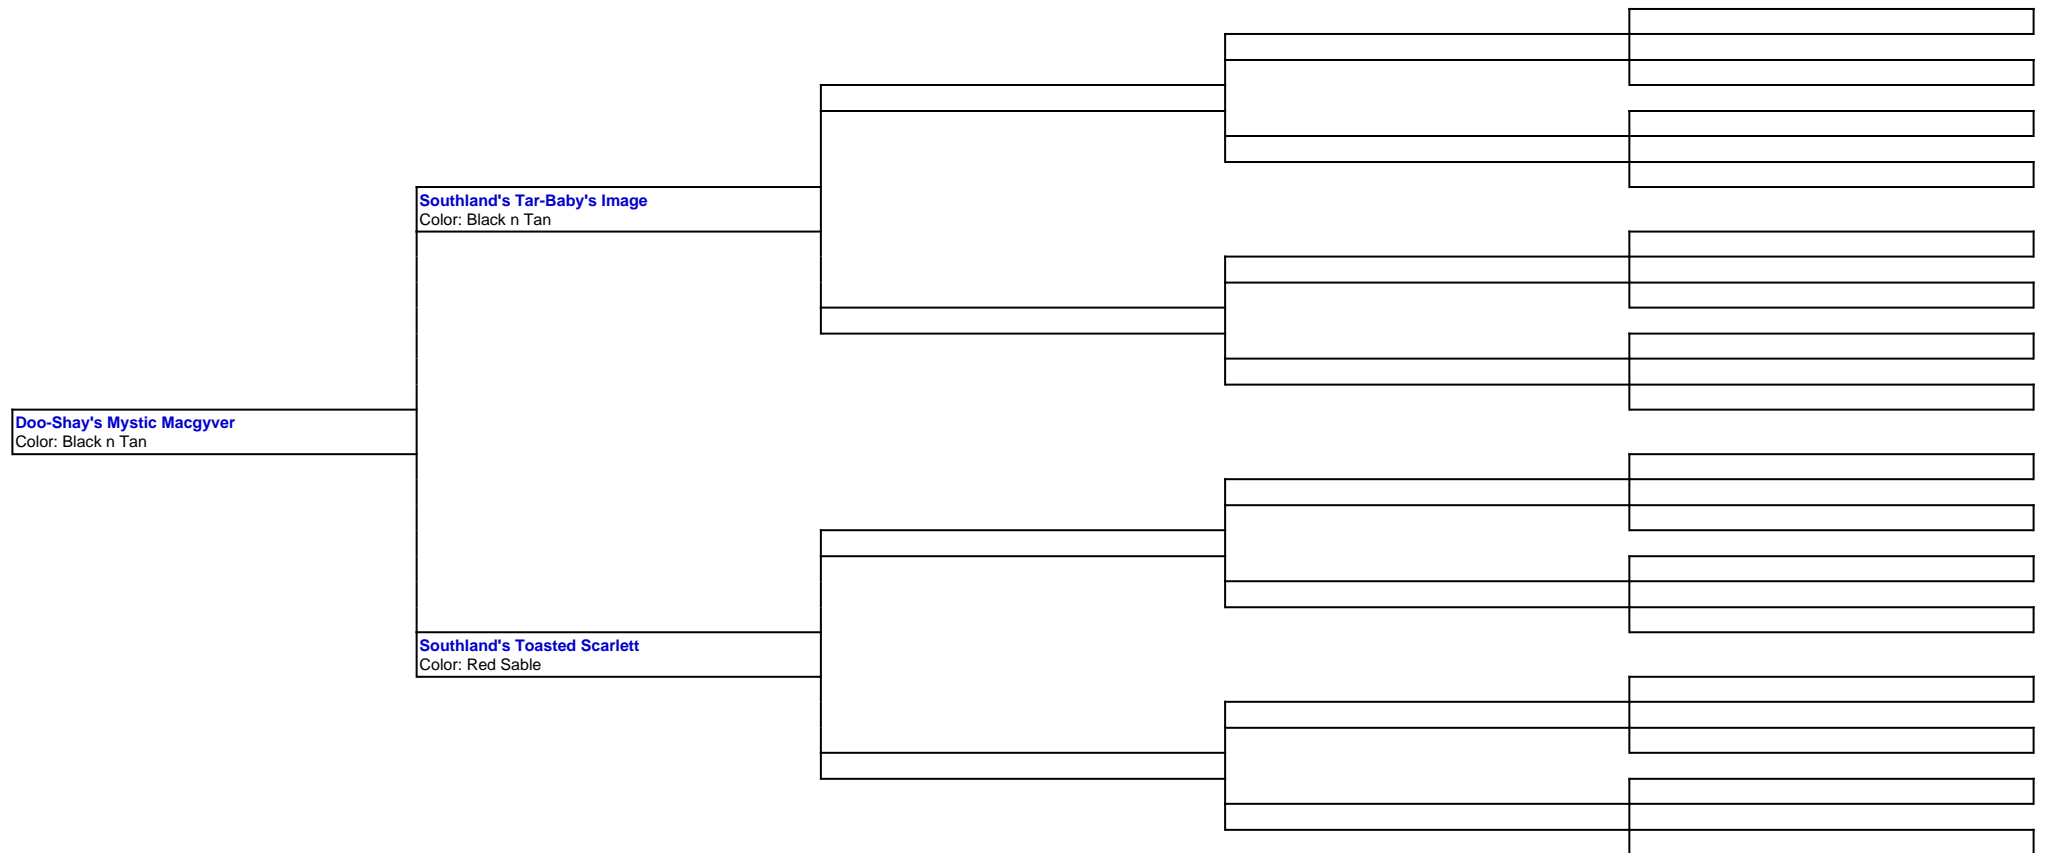 Southland's Tar-Baby's Image
Color: Black n Tan
Doo-Shay's Mystic Macgyver
Color: Black n Tan
Southland's Toasted Scarlett
Color: Red Sable